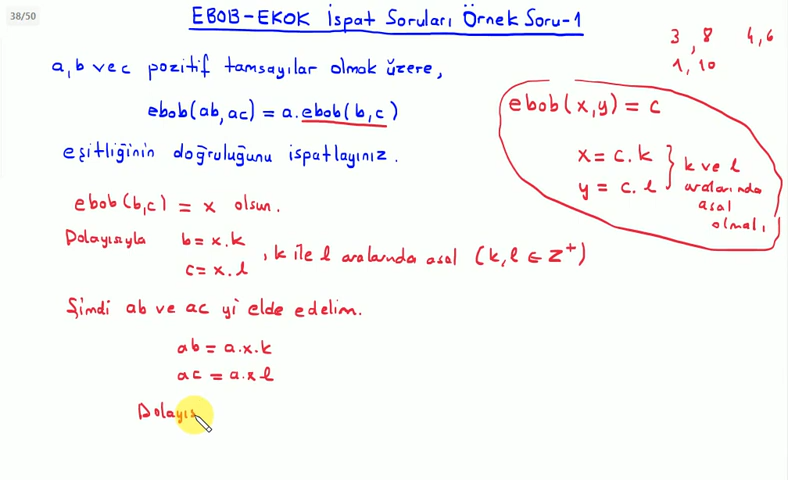 38/50
EBOB-EKOK İspat Soruları Örnek Soru-1
3, 8 4, 6
1, 10
a, b ve c pozitif tamsayılar olmak üzere,
ebob(ab, ac) = a.ebob(b, c)
eşitliğinin doğruluğunu ispatlayınız.
ebob(x, y) = c
x = c.k
y = c.l
k ve l
aralarında
asal
olmalı
ebob(b, c) = x olsun.
Dolayısıyla b = x.k
c = x.l
, k ile l aralarında asal (k, l ∈ Z⁺)
Şimdi ab ve ac yi elde edelim.
ab = a.x.k
ac = a.x l
Dolayıs